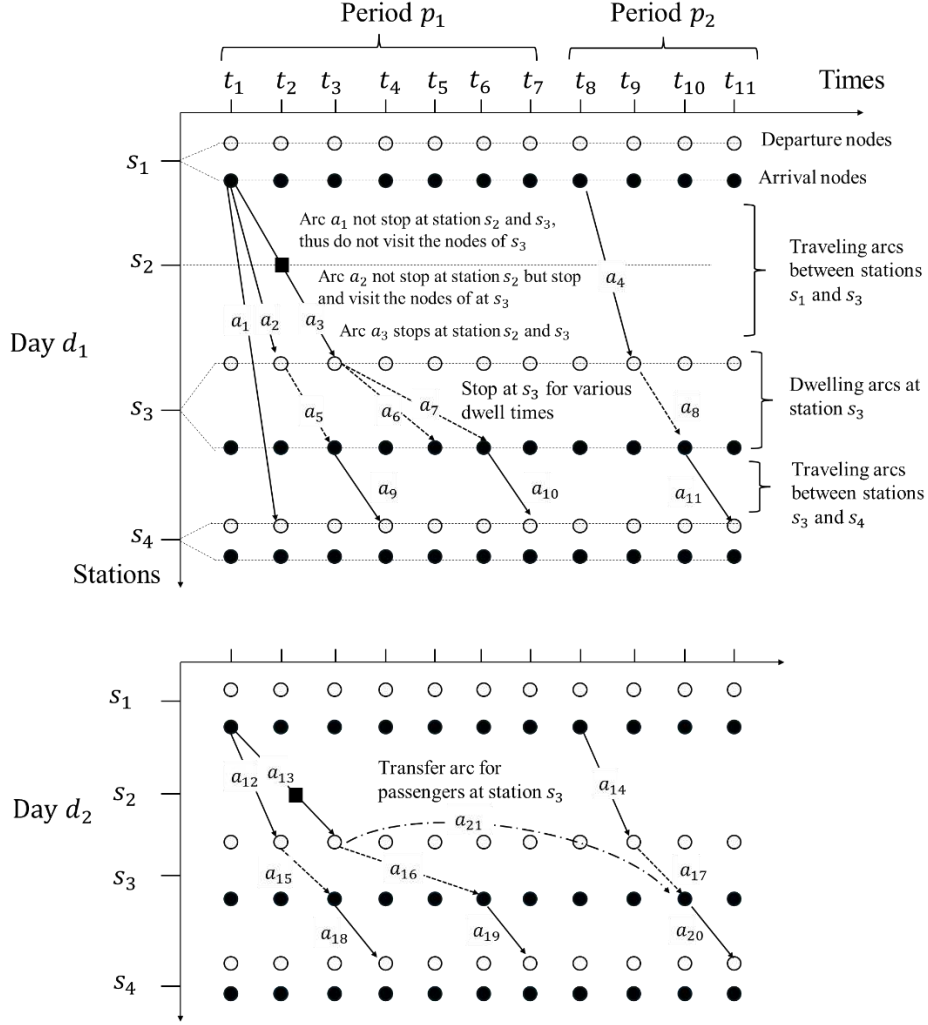 Period p₁ Period p₂
t₁ t₂ t₃ t₄ t₅ t₆ t₇ t₈ t₉ t₁₀ t₁₁ Times
Departure nodes
s₁
Arrival nodes
Arc a₁ not stop at station s₂ and s₃,
thus do not visit the nodes of s₃
s₂
Arc a₂ not stop at station s₂ but stop
and visit the nodes of at s₃
Traveling arcs
between stations
s₁ and s₃
a₄
a₁ a₂ a₃
Arc a₃ stops at station s₂ and s₃
Day d₁
Stop at s₃ for various
dwell times
Dwelling arcs at
station s₃
s₃
a₅ a₆ a₇ a₈
Traveling arcs
between stations
s₃ and s₄
a₉ a₁₀ a₁₁
s₄
Stations
s₁
Transfer arc for
passengers at station s₃
a₁₂ a₁₃ a₁₄
s₂
Day d₂
a₂₁
s₃
a₁₅ a₁₆ a₁₇
a₁₈ a₁₉ a₂₀
s₄